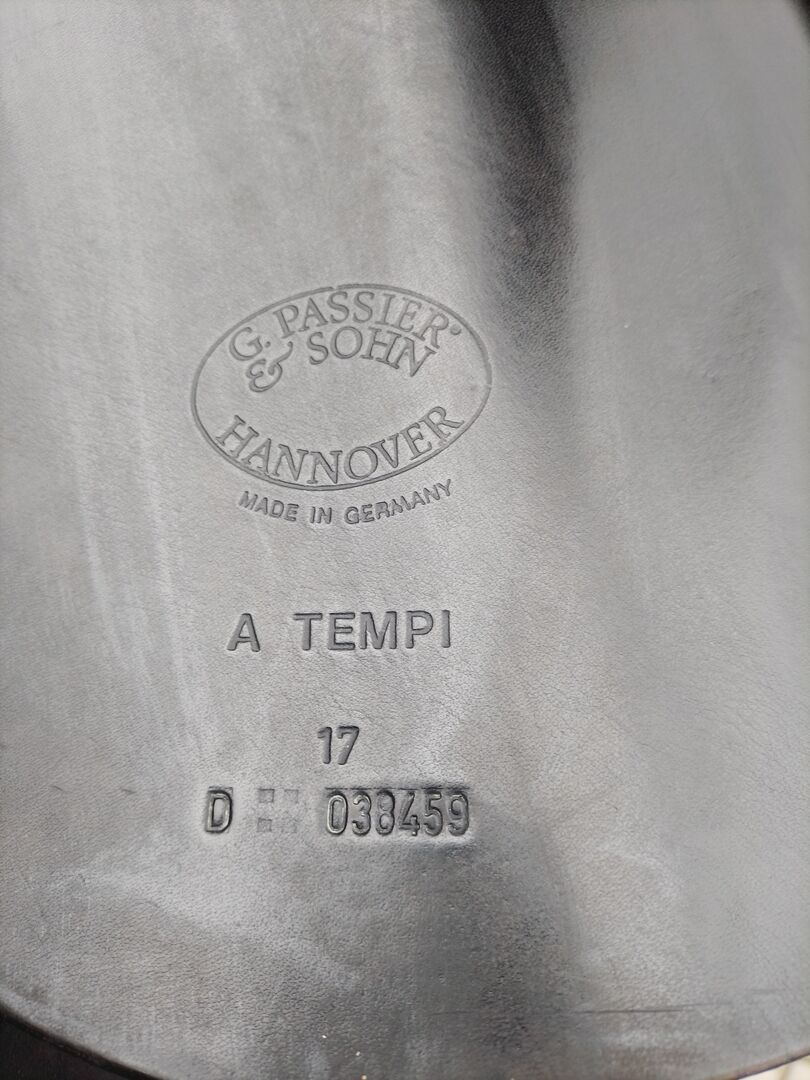 G. PASSIER®
& SOHN
HANNOVER
MADE IN GERMANY
A TEMPI
17
D 038459